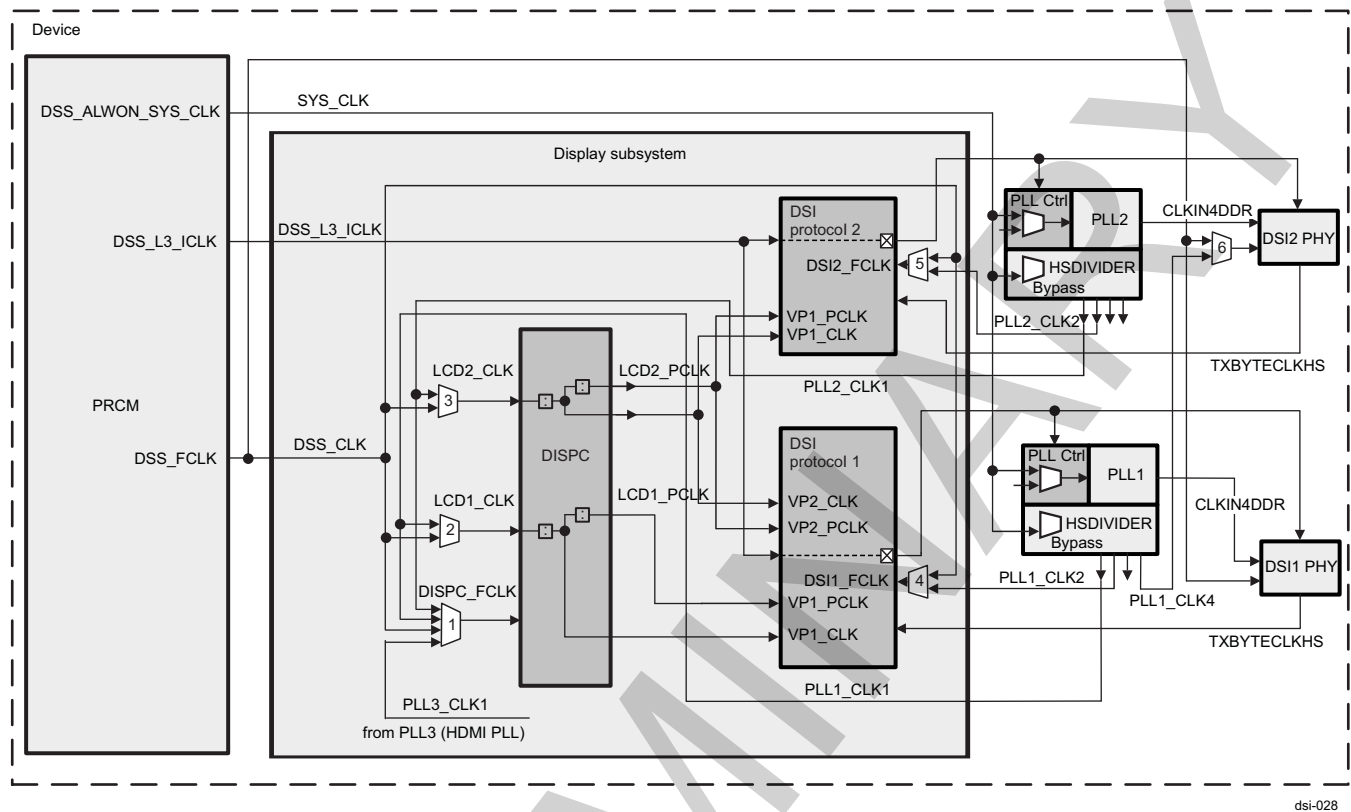 Device
DSS_ALWON_SYS_CLK
SYS_CLK
Display subsystem
DSI
protocol 2
PLL Ctrl
PLL2
CLKIN4DDR
DSI2 PHY
DSS_L3_ICLK
DSS_L3_ICLK
DSI2_FCLK
5
6
HSDIVIDER
Bypass
VP1_PCLK
VP1_CLK
PLL2_CLK2
TXBYTECLKHS
LCD2_CLK
LCD2_PCLK
PLL2_CLK1
3
:
:
PRCM
DSS_FCLK
DSS_CLK
DISPC
DSI
protocol 1
PLL Ctrl
PLL1
LCD1_CLK
LCD1_PCLK
VP2_CLK
CLKIN4DDR
2
:
:
VP2_PCLK
HSDIVIDER
Bypass
DSI1_FCLK
4
PLL1_CLK2
DSI1 PHY
DISPC_FCLK
VP1_PCLK
PLL1_CLK4
1
VP1_CLK
TXBYTECLKHS
PLL1_CLK1
PLL3_CLK1
from PLL3 (HDMI PLL)
dsi-028
MINARY